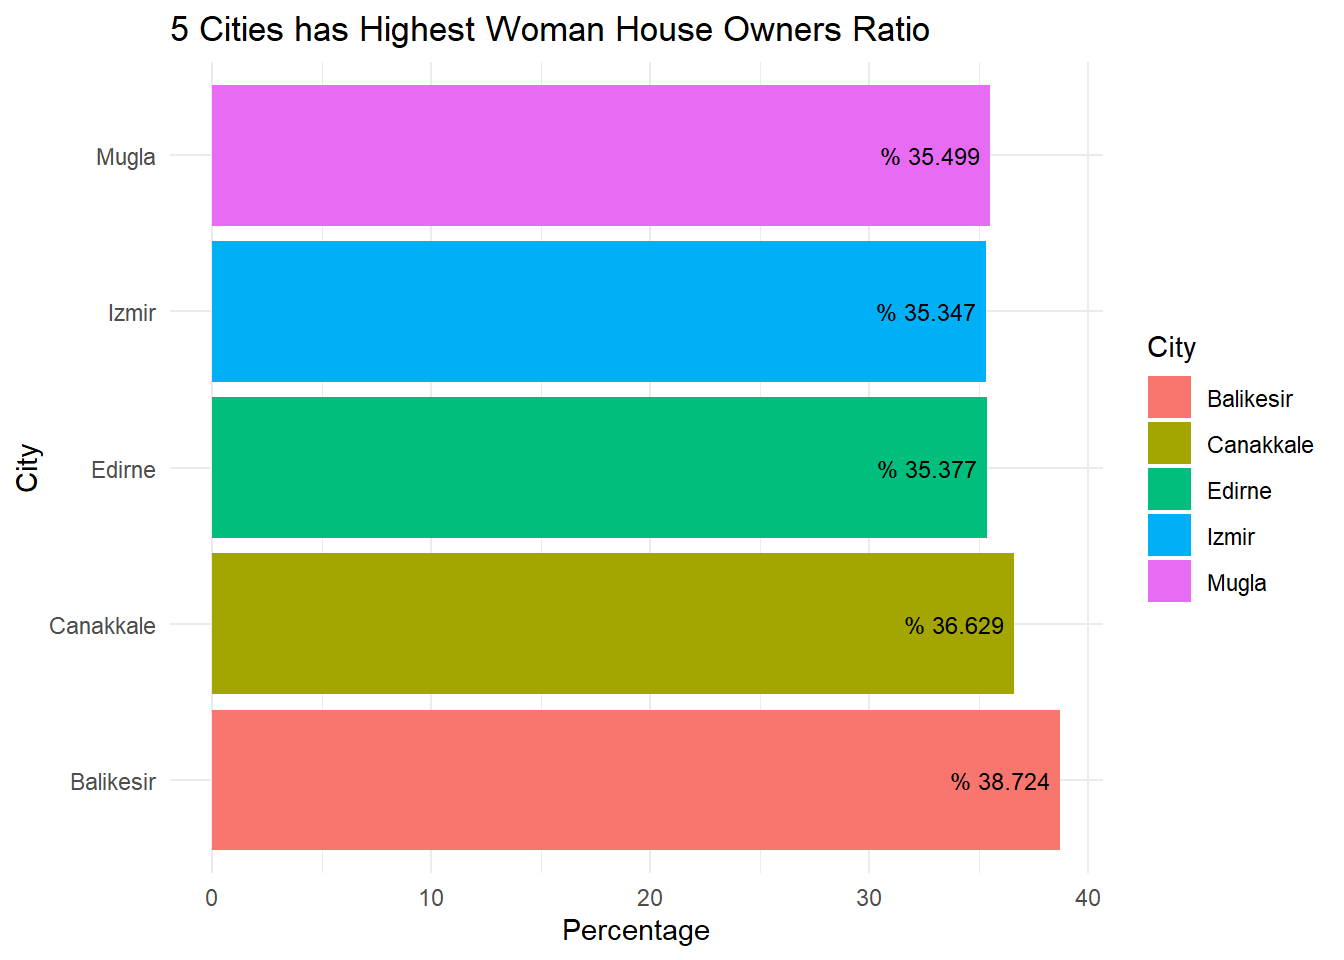 5 Cities has Highest Woman House Owners Ratio
Mugla
% 35.499
Izmir
% 35.347
Edirne
% 35.377
Canakkale
% 36.629
Balikesir
% 38.724
City
0 10 20 30 40
Percentage
City
Balikesir
Canakkale
Edirne
Izmir
Mugla